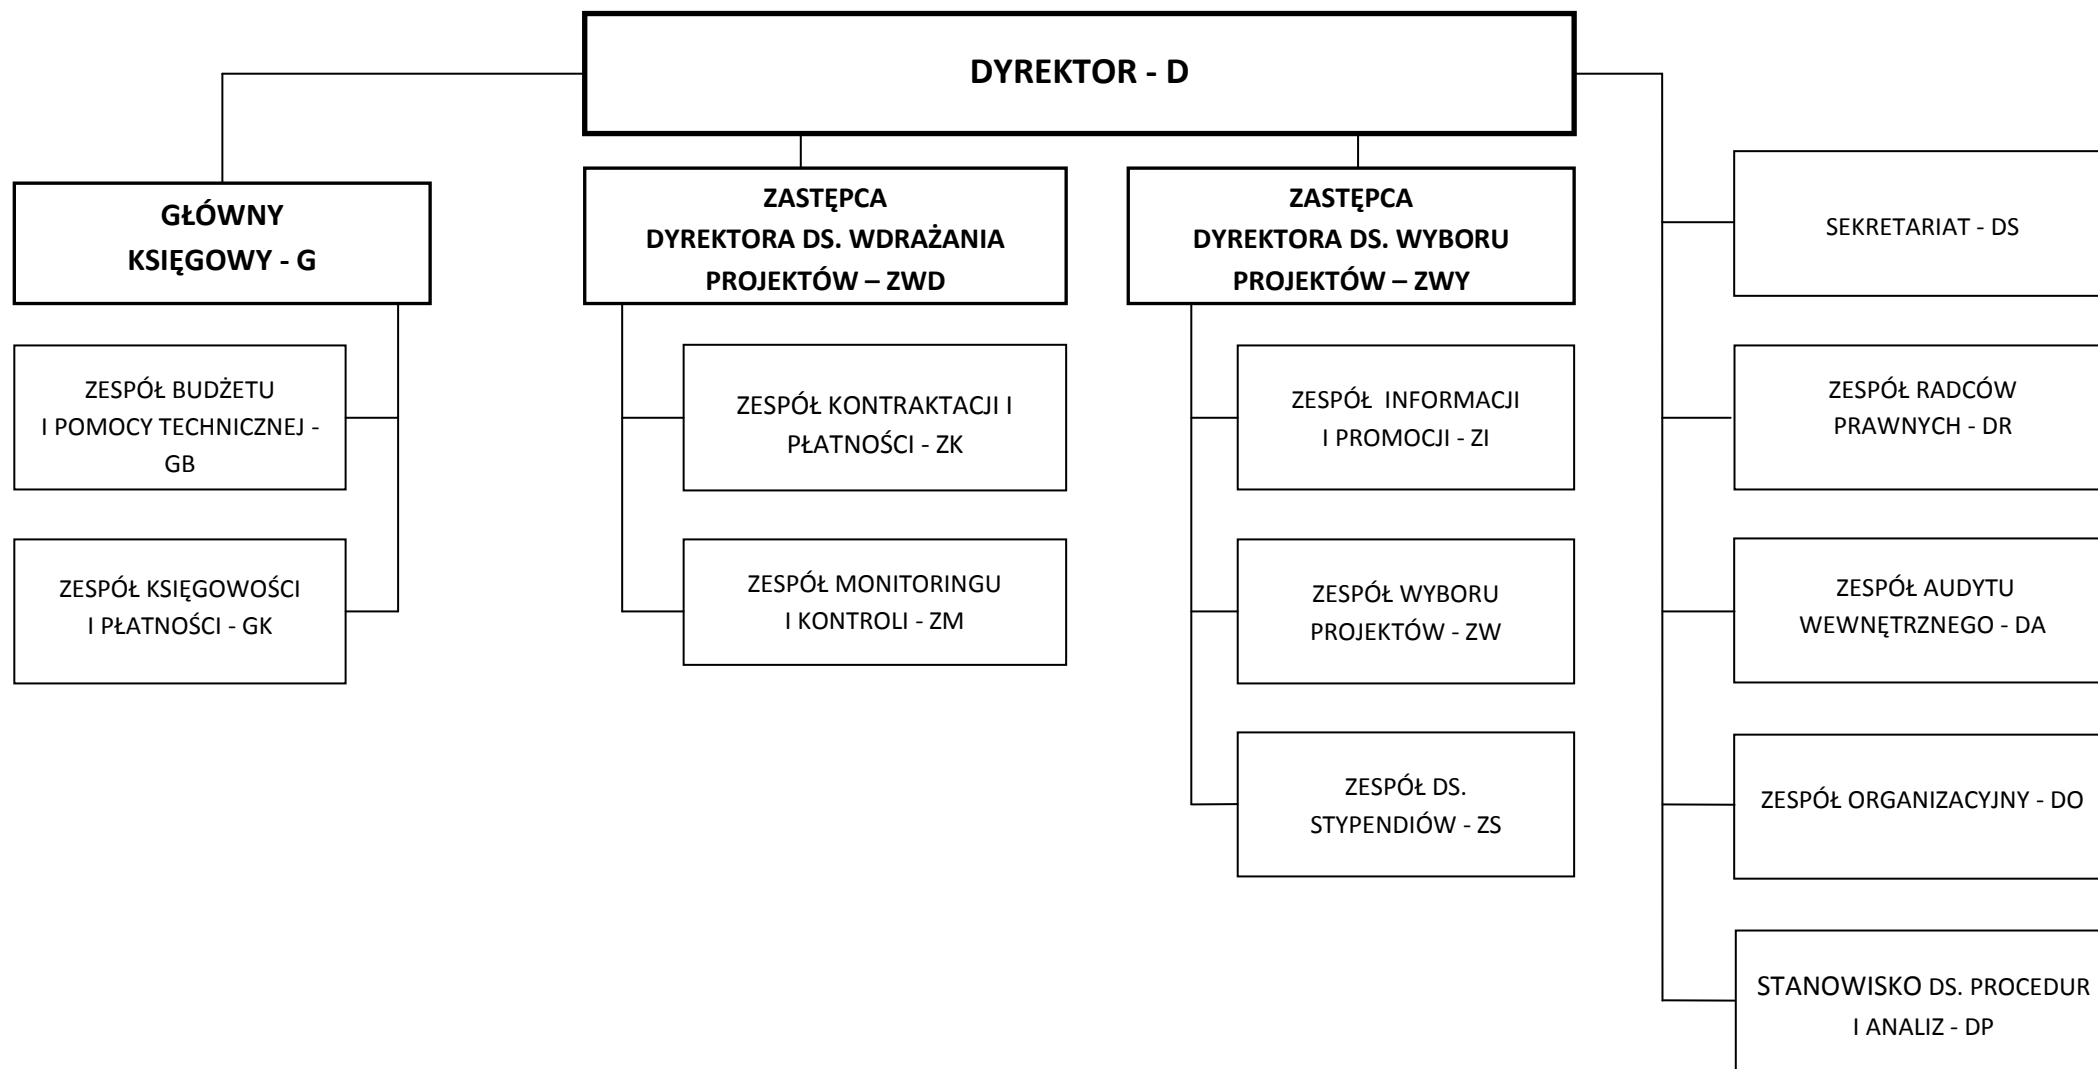 DYREKTOR - D
GŁÓWNY
KSIĘGOWY - G
ZESPÓŁ BUDŻETU
I POMOCY TECHNICZNEJ -
GB
ZESPÓŁ KSIĘGOWOŚCI
I PŁATNOŚCI - GK
ZASTĘPCA
DYREKTORA DS. WDRAŻANIA
PROJEKTÓW – ZWD
ZESPÓŁ KONTRAKTACJI I
PŁATNOŚCI - ZK
ZESPÓŁ MONITORINGU
I KONTROLI - ZM
ZASTĘPCA
DYREKTORA DS. WYBORU
PROJEKTÓW – ZWY
ZESPÓŁ  INFORMACJI
I PROMOCJI - ZI
ZESPÓŁ WYBORU
PROJEKTÓW - ZW
ZESPÓŁ DS.
STYPENDIÓW - ZS
SEKRETARIAT - DS
ZESPÓŁ RADCÓW
PRAWNYCH - DR
ZESPÓŁ AUDYTU
WEWNĘTRZNEGO - DA
ZESPÓŁ ORGANIZACYJNY - DO
STANOWISKO DS. PROCEDUR
I ANALIZ - DP